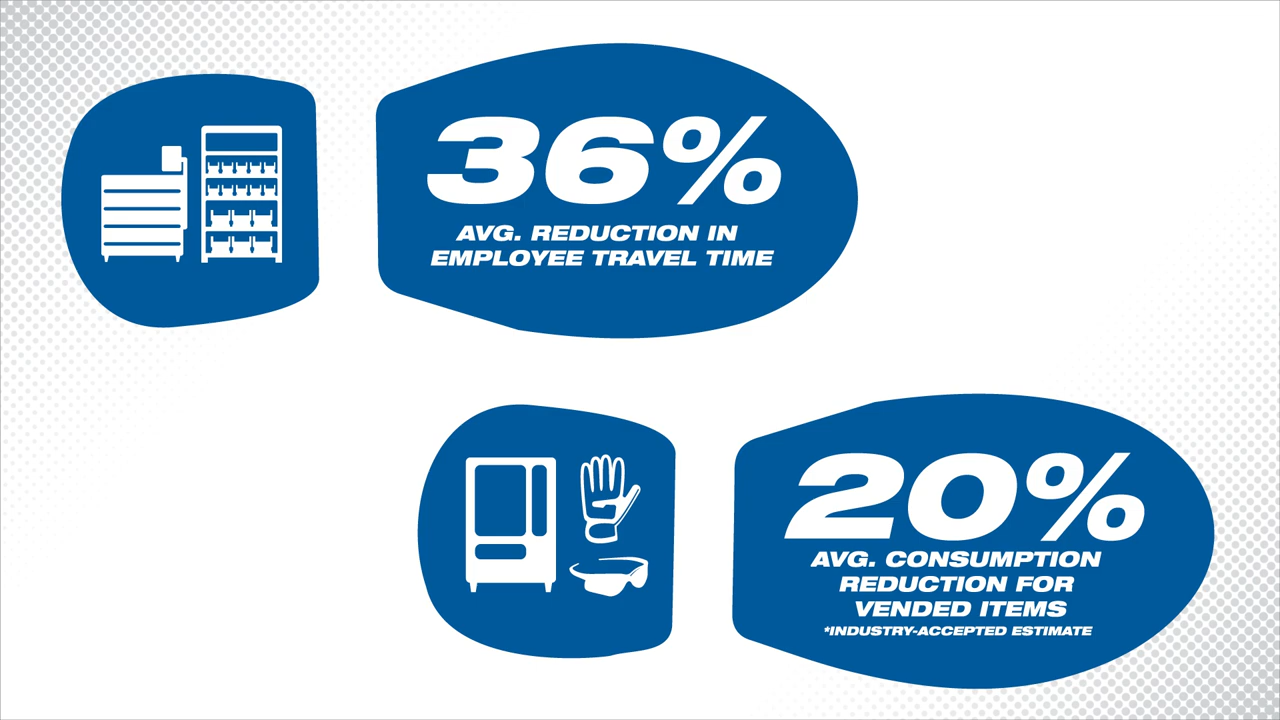 36%
AVG. REDUCTION IN
EMPLOYEE TRAVEL TIME
20%
AVG. CONSUMPTION
REDUCTION FOR
VENDED ITEMS
*INDUSTRY-ACCEPTED ESTIMATE